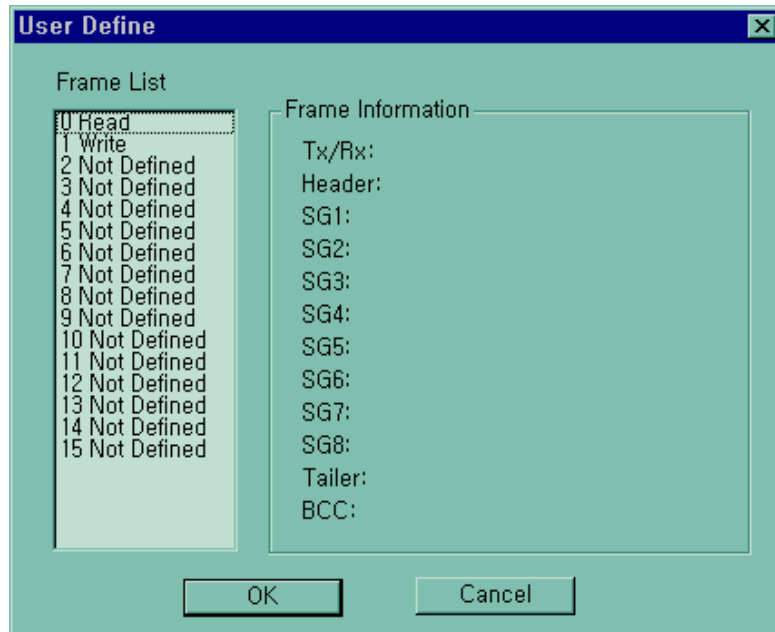 User Define
Frame List
0 Read
1 Write
2 Not Defined
3 Not Defined
4 Not Defined
5 Not Defined
6 Not Defined
7 Not Defined
8 Not Defined
9 Not Defined
10 Not Defined
11 Not Defined
12 Not Defined
13 Not Defined
14 Not Defined
15 Not Defined
Frame Information
Tx/Rx:
Header:
SG1:
SG2:
SG3:
SG4:
SG5:
SG6:
SG7:
SG8:
Tailer:
BCC:
OK
Cancel